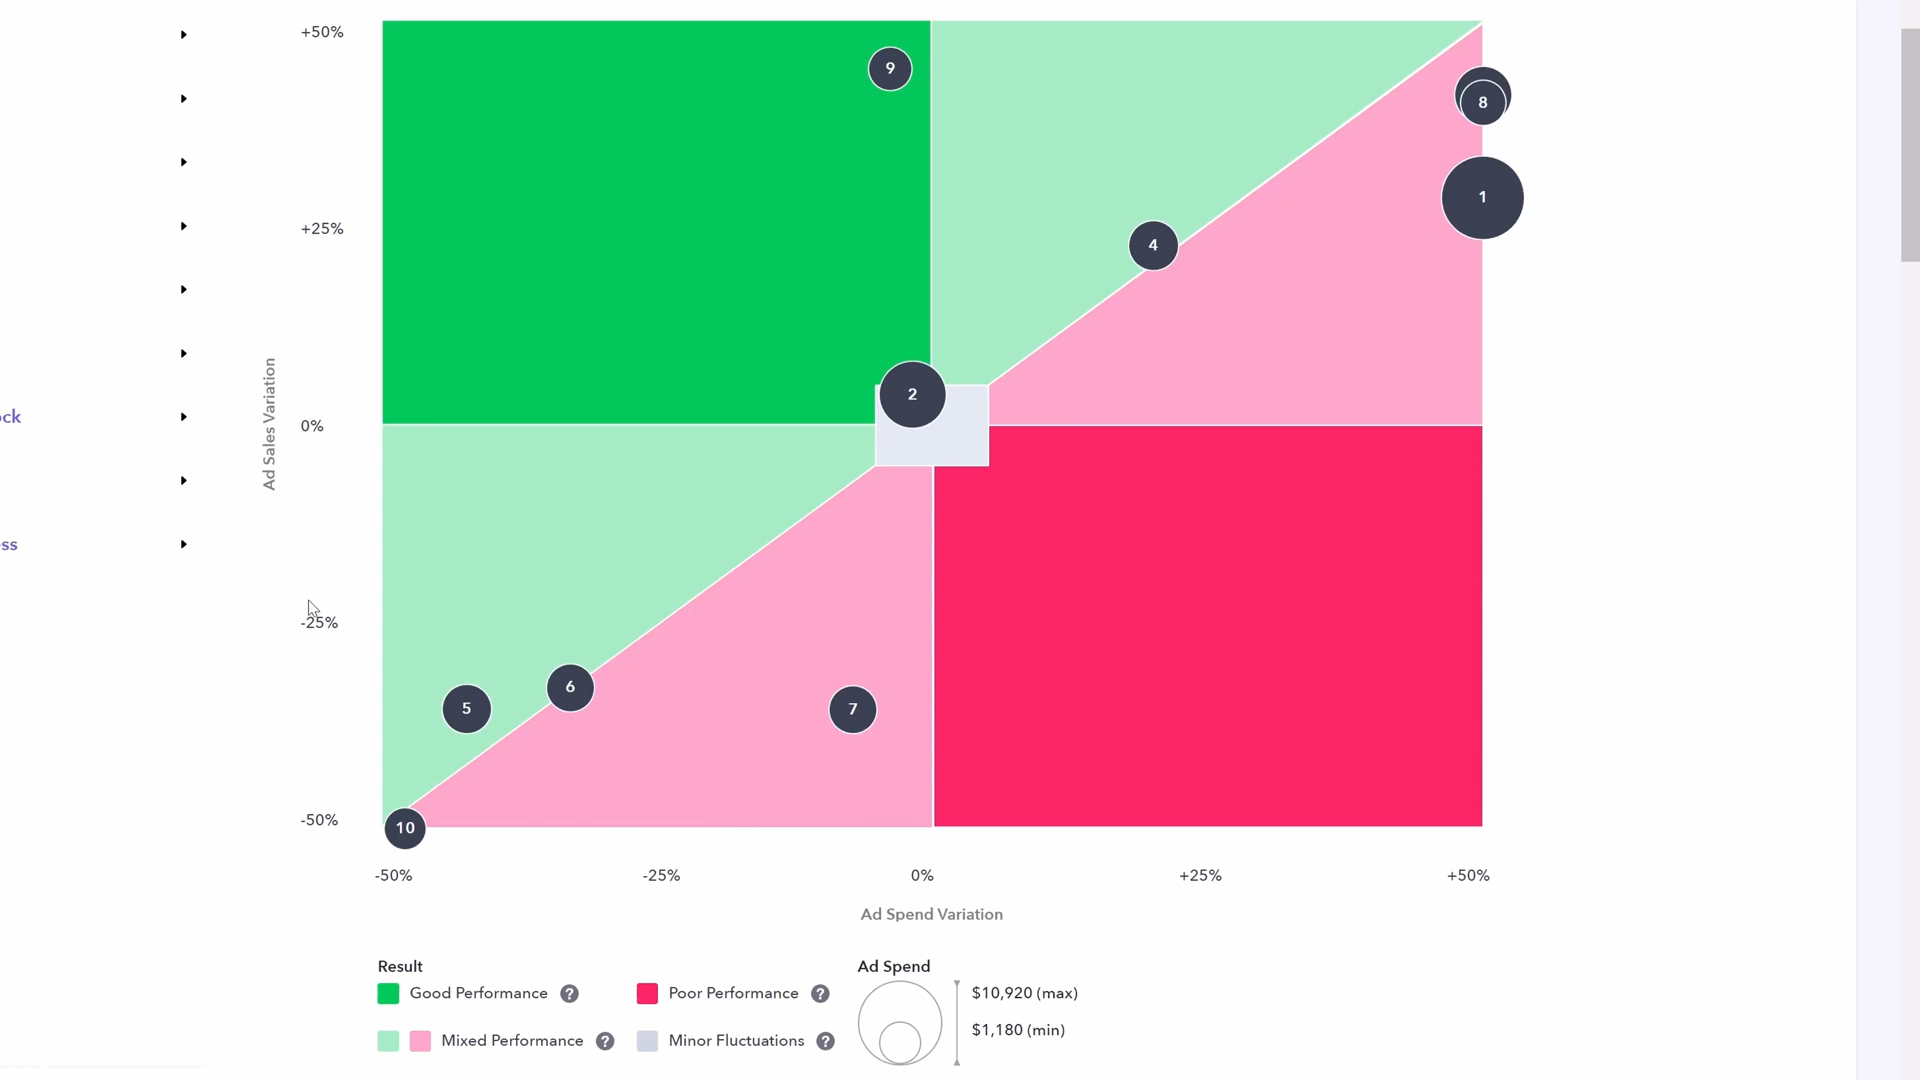 +50%
9
8
+25%
1
4
Ad Sales Variation
2
ock
0%
ess
-25%
6
5
7
-50%
10
-50%
-25%
0%
+25%
+50%
Ad Spend Variation
Result
Good Performance ?
Poor Performance ?
Mixed Performance ?
Minor Fluctuations ?
Ad Spend
$10,920 (max)
$1,180 (min)